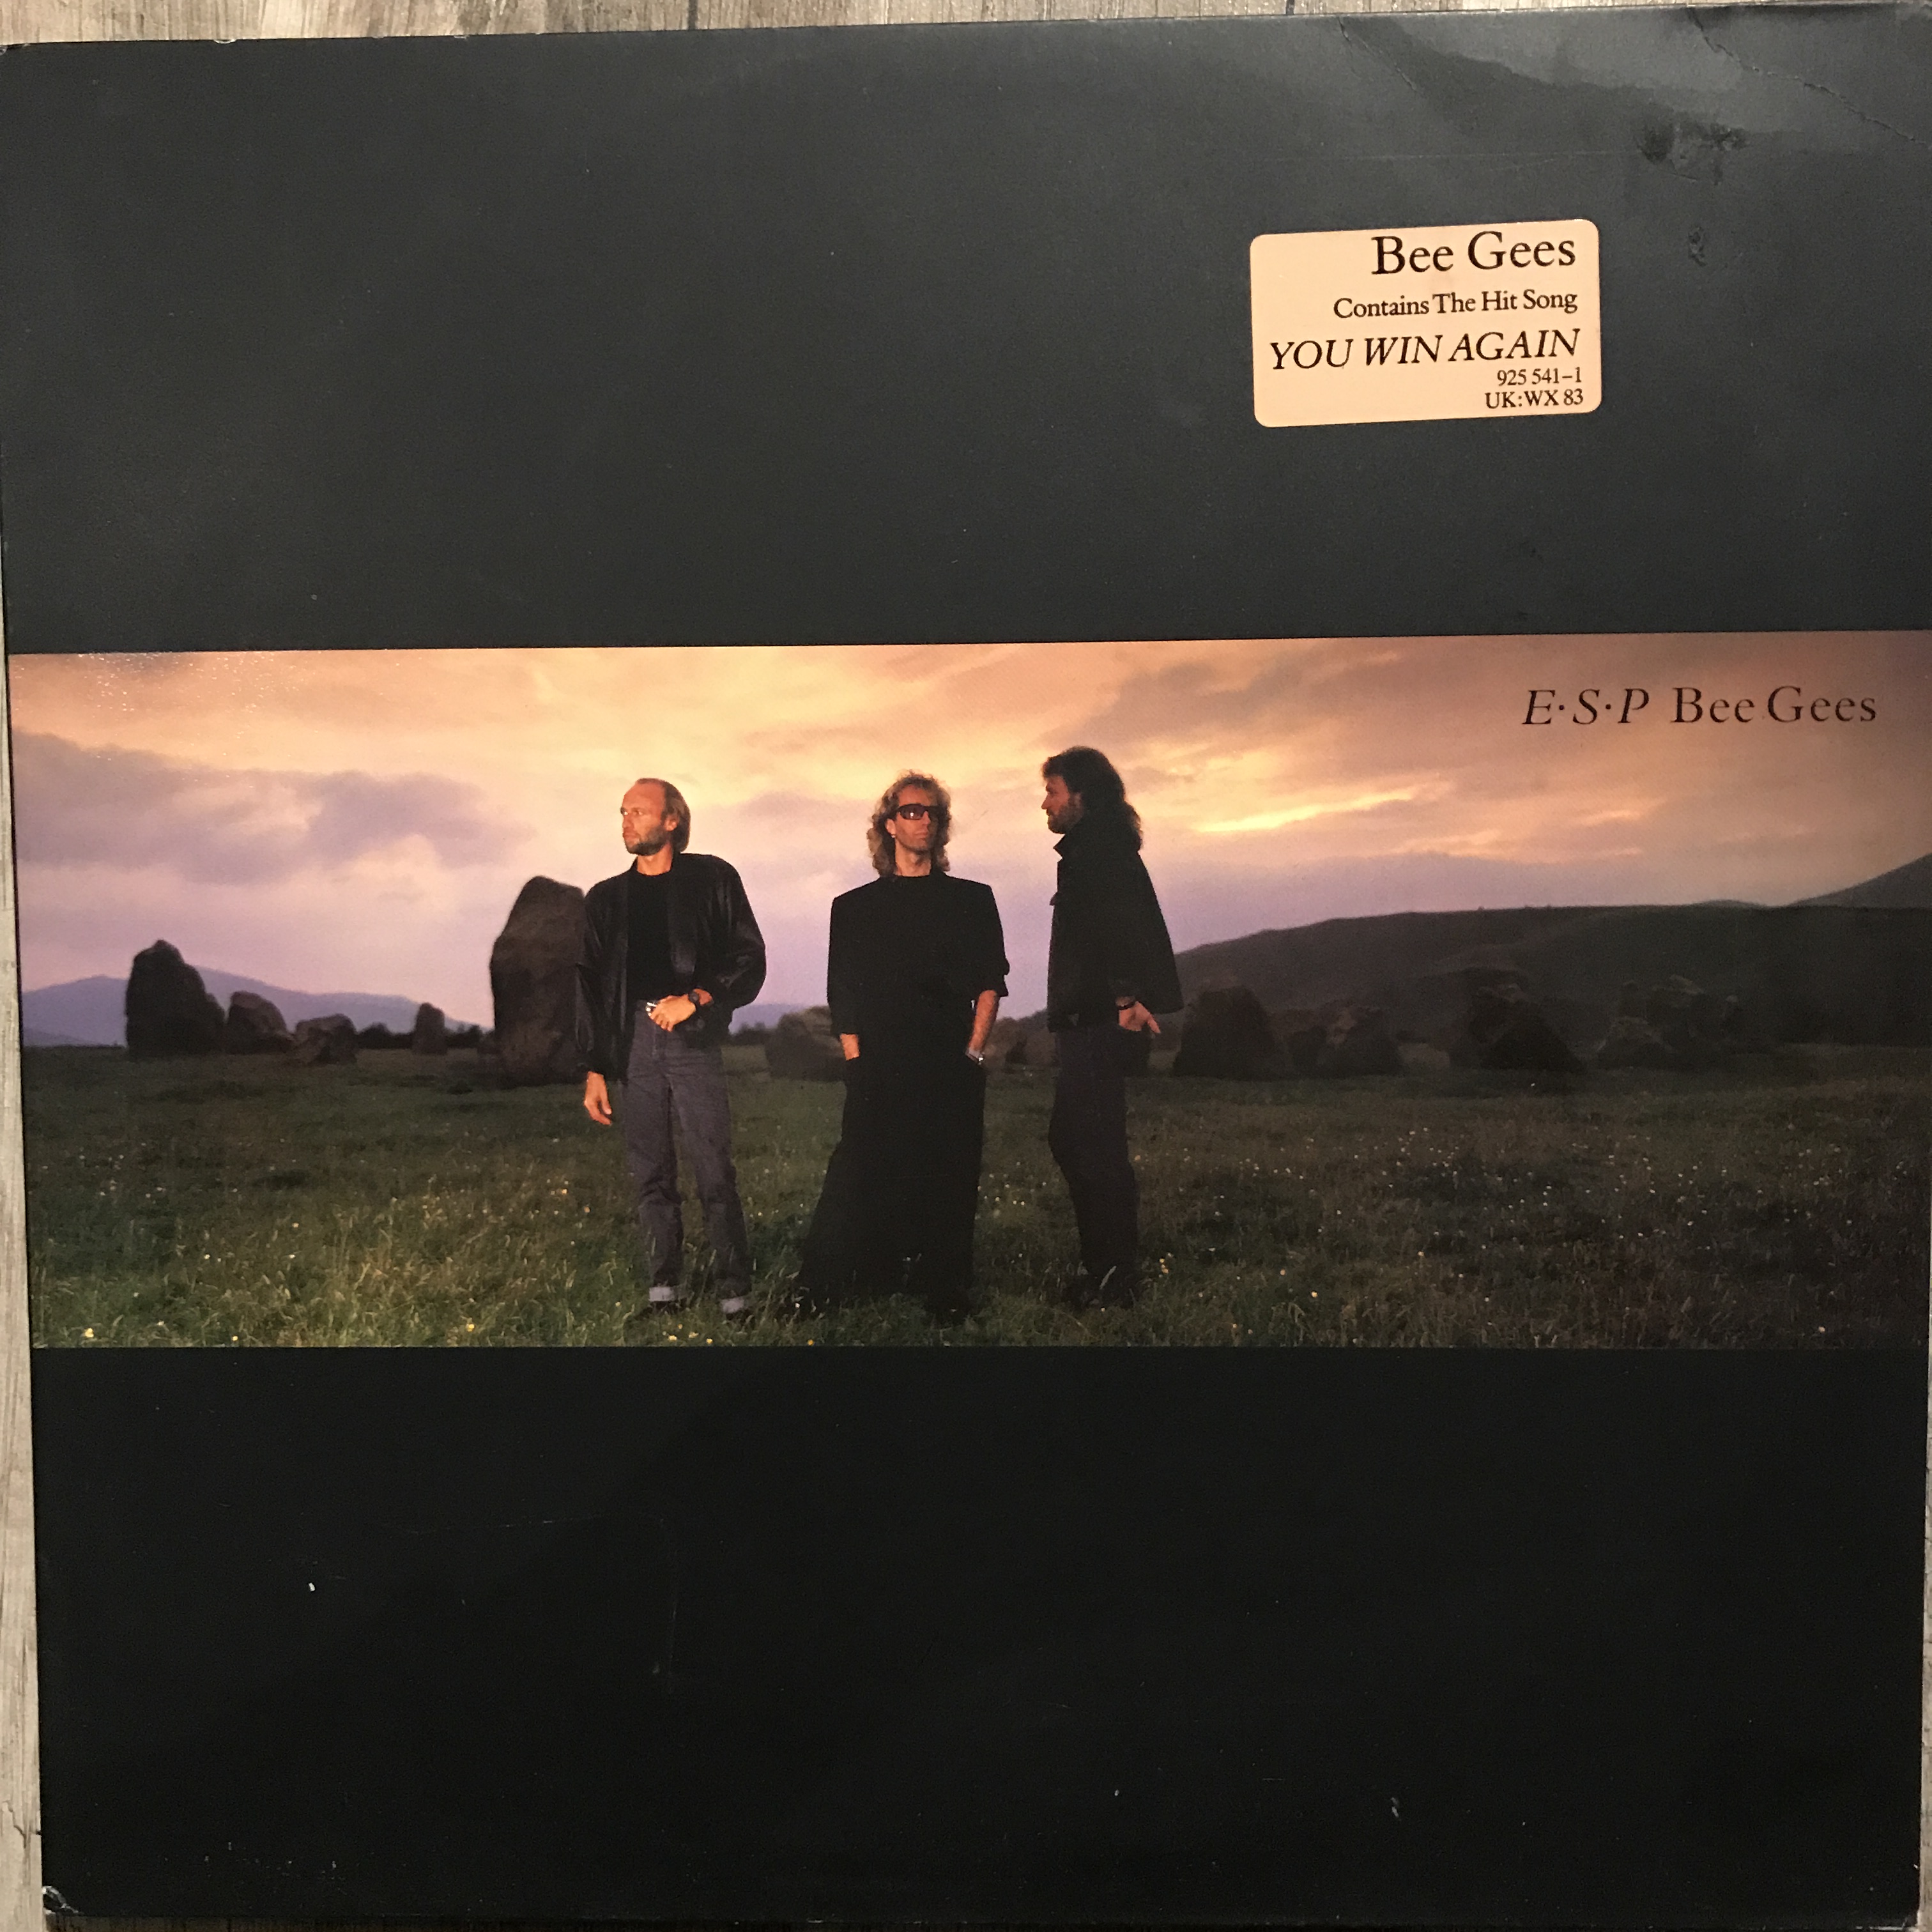 Bee Gees
Contains The Hit Song
YOU WIN AGAIN
925 541–1
UK:WX 83
E·S·P Bee Gees